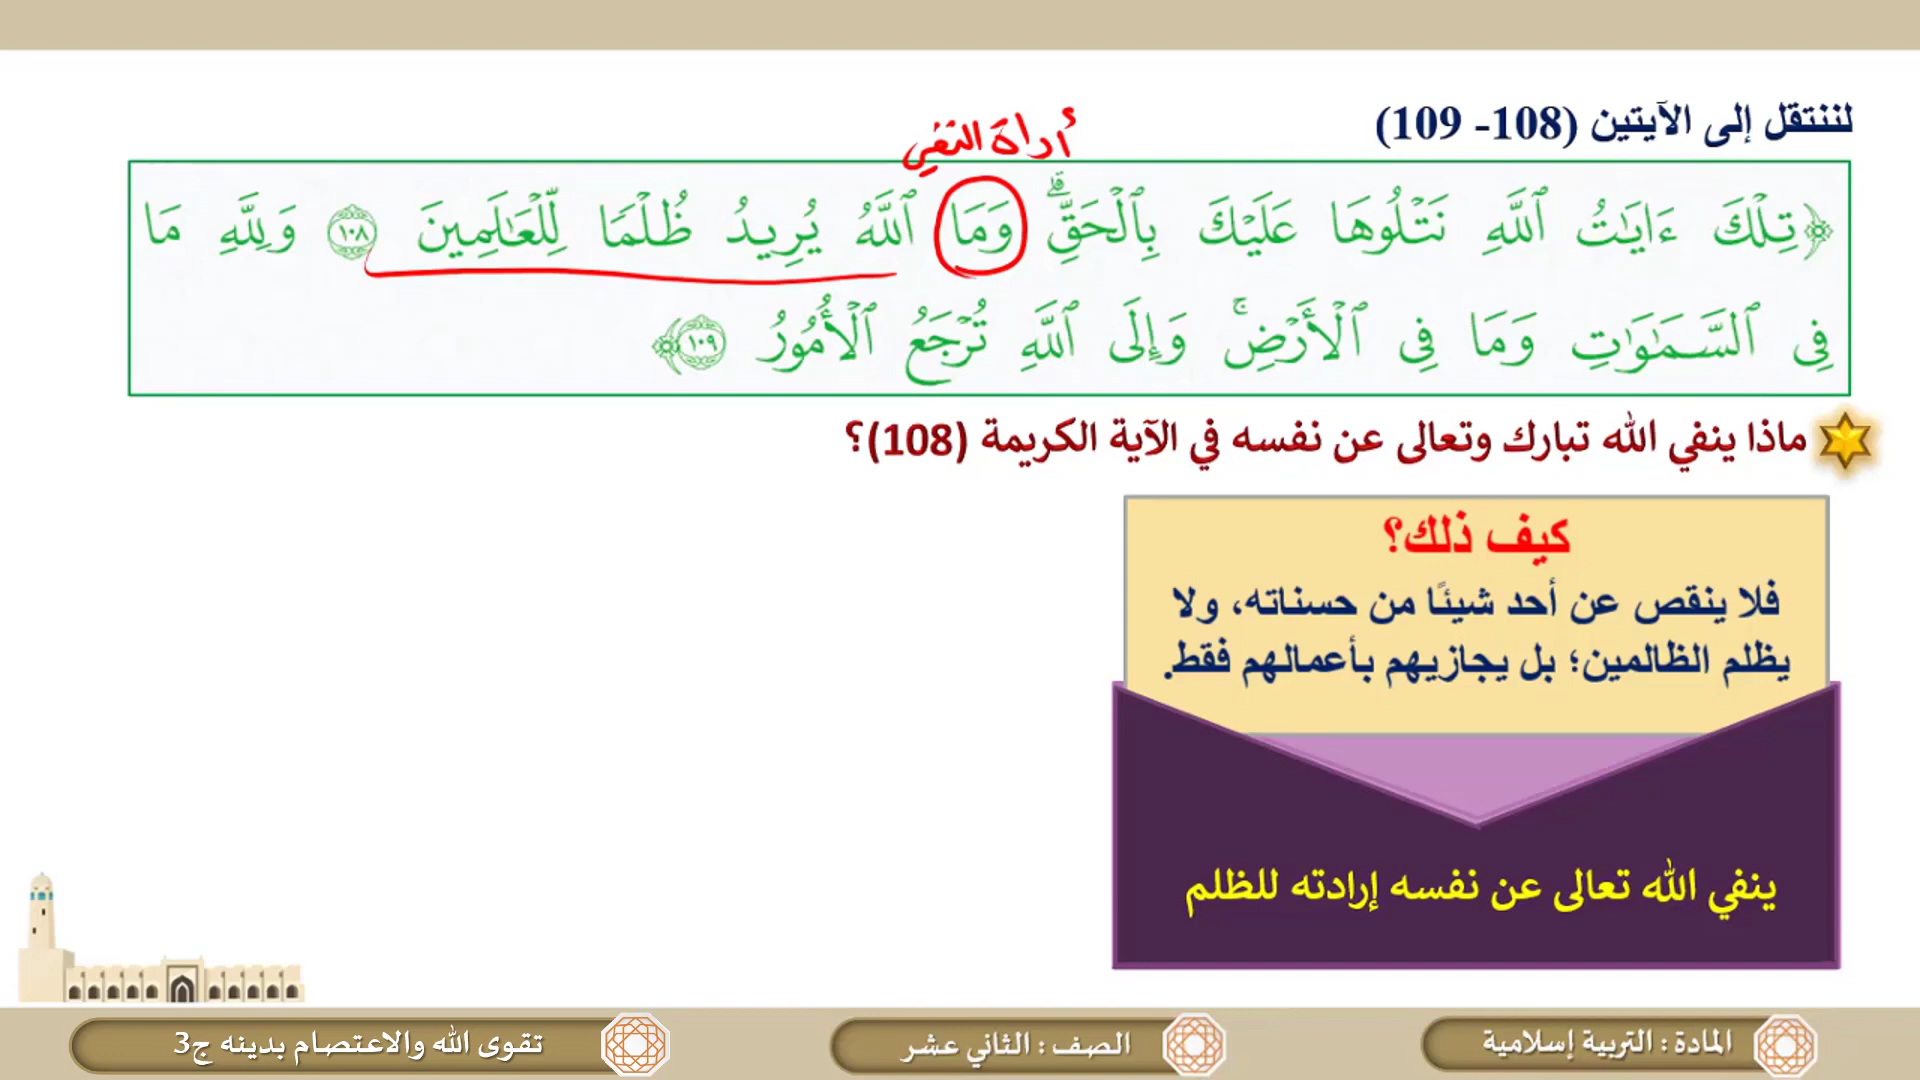 لننتقل إلى الآيتين (108- 109)
أداة النفي
﴿تِلْكَ ءَايَـٰتُ ٱللَّهِ نَتْلُوهَا عَلَيْكَ بِٱلْحَقِّ ۗ وَمَا ٱللَّهُ يُرِيدُ ظُلْمًا لِّلْعَـٰلَمِينَ ١٠٨ وَلِلَّهِ مَا
فِى ٱلسَّمَـٰوَٰتِ وَمَا فِى ٱلْأَرْضِ ۚ وَإِلَى ٱللَّهِ تُرْجَعُ ٱلْأُمُورُ ١٠٩﴾
ماذا ينفي الله تبارك وتعالى عن نفسه في الآية الكريمة (108)؟
كيف ذلك؟
فلا ينقص عن أحد شيئًا من حسناته، ولا
يظلم الظالمين؛ بل يجازيهم بأعمالهم فقط.
ينفي الله تعالى عن نفسه إرادته للظلم
المادة : التربية إسلامية
الصف : الثاني عشر
تقوى الله والاعتصام بدينه ج3